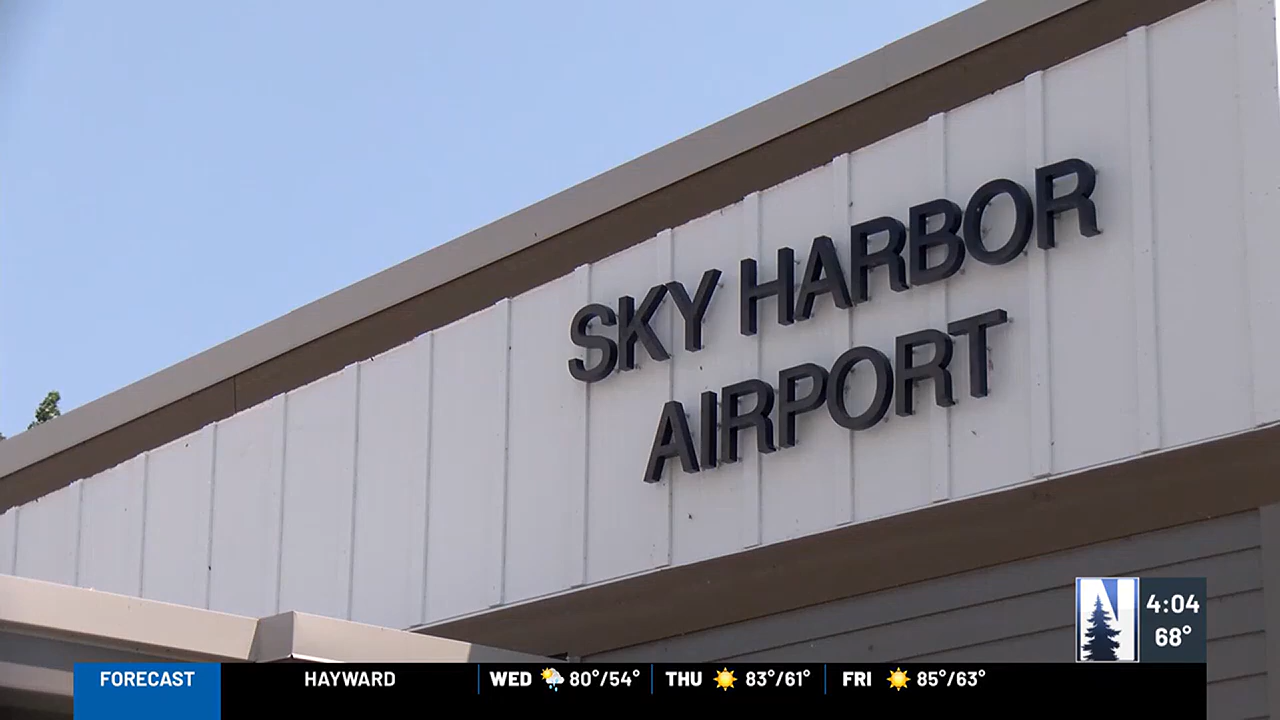 SKY HARBOR
AIRPORT
N
4:04
68°
FORECAST HAYWARD WED 80°/54° THU 83°/61° FRI 85°/63°